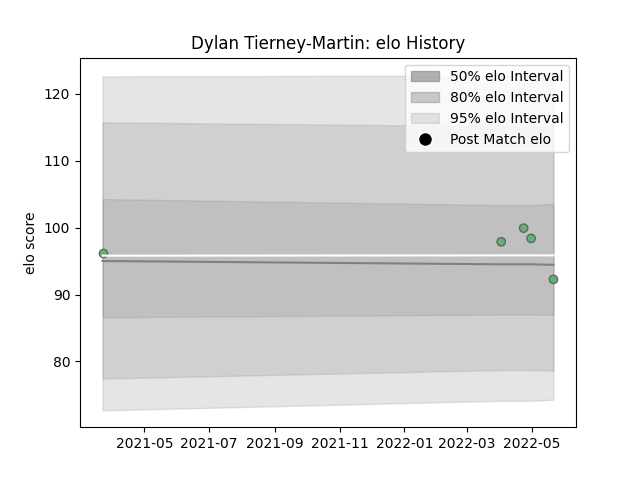 Dylan Tierney-Martin: elo History
50% elo Interval
80% elo Interval
95% elo Interval
Post Match elo
elo score
120
110
100
90
80
2021-05 2021-07 2021-09 2021-11 2022-01 2022-03 2022-05